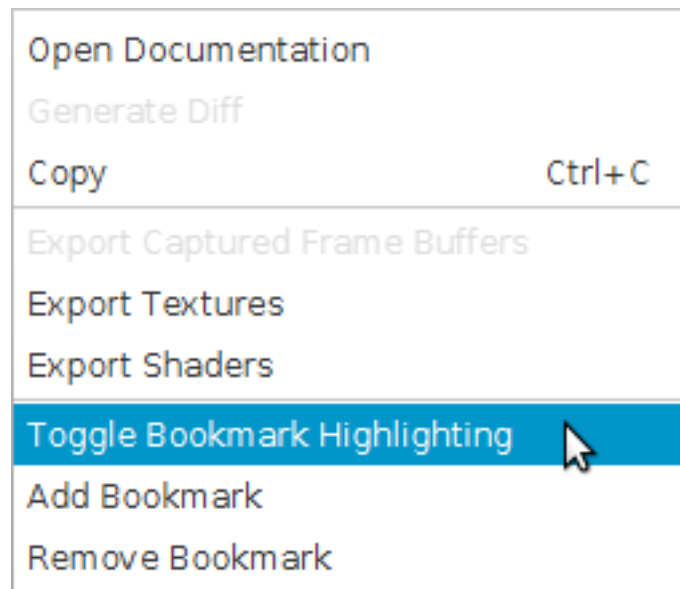 Open Documentation
Generate Diff
Copy Ctrl+C
Export Captured Frame Buffers
Export Textures
Export Shaders
Toggle Bookmark Highlighting
Add Bookmark
Remove Bookmark